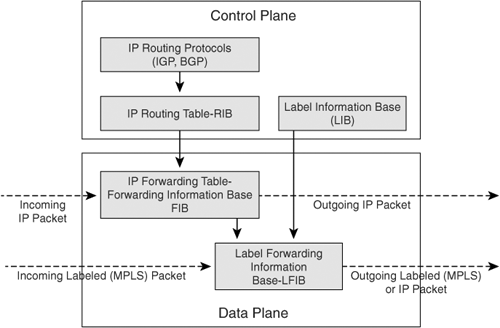 Control Plane
IP Routing Protocols
(IGP, BGP)
IP Routing Table-RIB
Label Information Base
(LIB)
IP Forwarding Table-
Forwarding Information Base
FIB
Incoming
IP Packet
Outgoing IP Packet
Label Forwarding
Information
Base-LFIB
Incoming Labeled (MPLS) Packet
Outgoing Labeled (MPLS)
or IP Packet
Data Plane